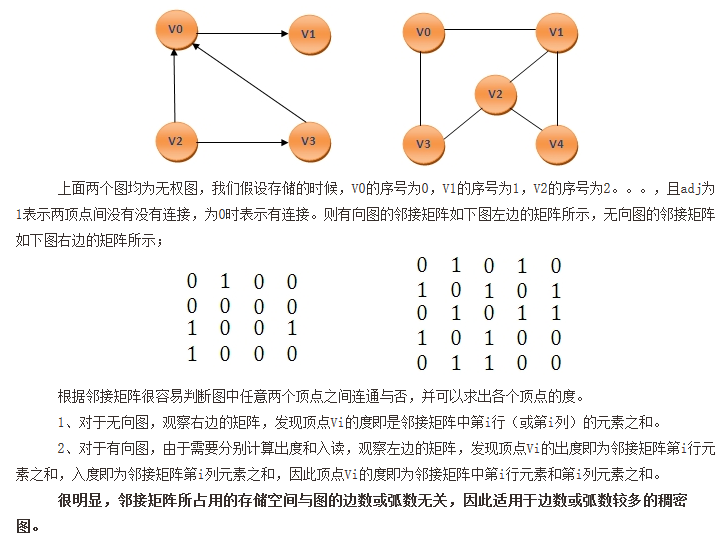 V0 V1 V0 V1
V2
V2 V3 V3 V4
上面两个图均为无权图，我们假设存储的时候，V0的序号为0，V1的序号为1，V2的序号为2。。。，且adj为
1表示两顶点间没有没有连接，为0时表示有连接。则有向图的邻接矩阵如下图左边的矩阵所示，无向图的邻接矩阵
如下图右边的矩阵所示；
0 1 0 0
0 0 0 0
1 0 0 1
1 0 0 0
0 1 0 1 0
1 0 1 0 1
0 1 0 1 1
1 0 1 0 0
0 1 1 0 0
根据邻接矩阵很容易判断图中任意两个顶点之间连通与否，并可以求出各个顶点的度。
1、对于无向图，观察右边的矩阵，发现顶点Vi的度即是邻接矩阵中第i行（或第i列）的元素之和。
2、对于有向图，由于需要分别计算出度和入读，观察左边的矩阵，发现顶点Vi的出度即为邻接矩阵第i行元
素之和，入度即为邻接矩阵第i列元素之和，因此顶点Vi的度即为邻接矩阵中第i行元素和第i列元素之和。
很明显，邻接矩阵所占用的存储空间与图的边数或弧数无关，因此适用于边数或弧数较多的稠密
图。